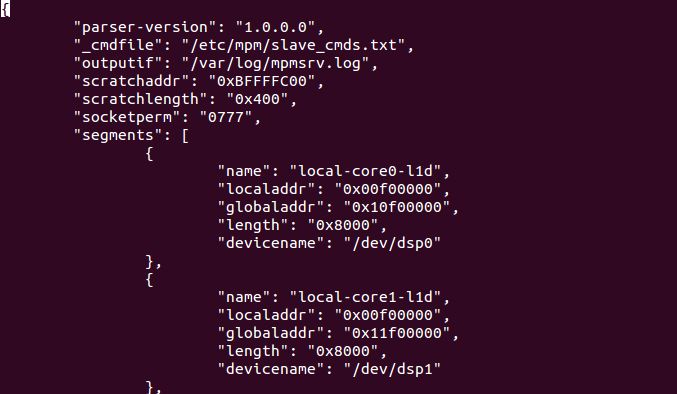 {
"parser-version": "1.0.0.0",
"_cmdfile": "/etc/mpm/slave_cmds.txt",
"outputif": "/var/log/mpmsrv.log",
"scratchaddr": "0xBFFFFC00",
"scratchlength": "0x400",
"socketperm": "0777",
"segments": [
{
"name": "local-core0-l1d",
"localaddr": "0x00f00000",
"globaladdr": "0x10f00000",
"length": "0x8000",
"devicename": "/dev/dsp0"
},
{
"name": "local-core1-l1d",
"localaddr": "0x00f00000",
"globaladdr": "0x11f00000",
"length": "0x8000",
"devicename": "/dev/dsp1"
},